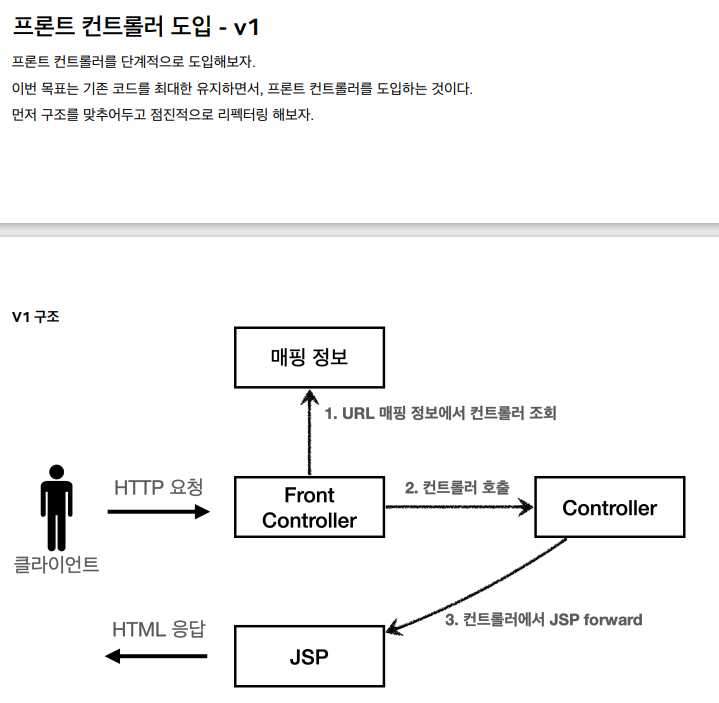 프론트 컨트롤러 도입 - v1
프론트 컨트롤러를 단계적으로 도입해보자.
이번 목표는 기존 코드를 최대한 유지하면서, 프론트 컨트롤러를 도입하는 것이다.
먼저 구조를 맞추어두고 점진적으로 리펙터링 해보자.
V1 구조
매핑 정보
1. URL 매핑 정보에서 컨트롤러 조회
HTTP 요청
Front
Controller
2. 컨트롤러 호출
Controller
클라이언트
3. 컨트롤러에서 JSP forward
HTML 응답
JSP